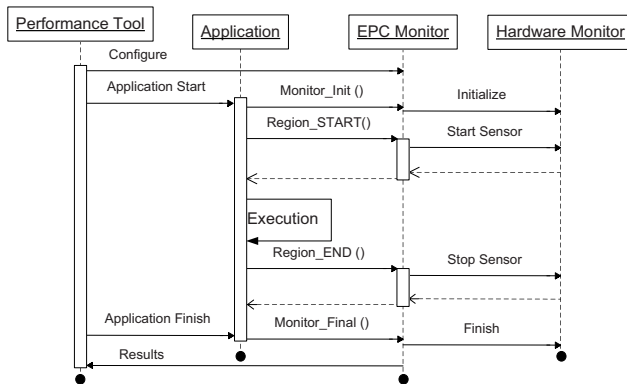 Performance Tool
Application
EPC Monitor
Hardware Monitor
Configure
Application Start
Monitor_Init ()
Initialize
Region_START()
Start Sensor
Execution
Region_END ()
Stop Sensor
Application Finish
Monitor_Final ()
Finish
Results